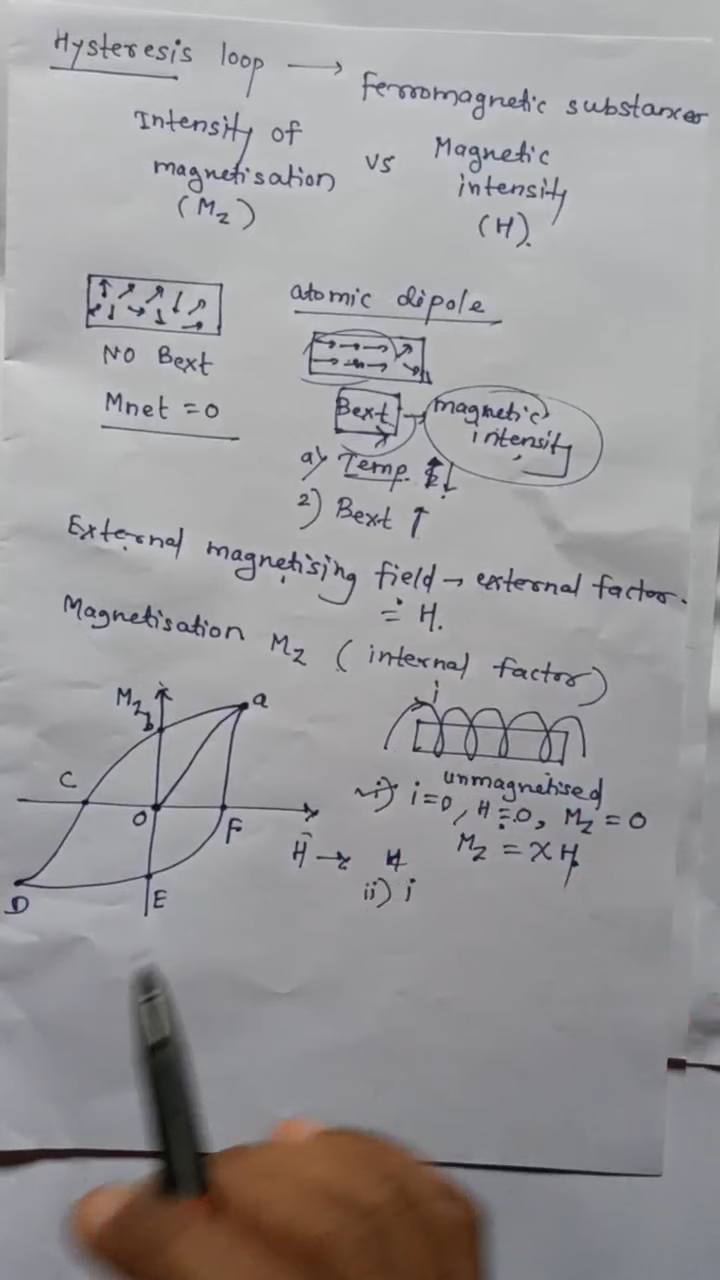 Hysteresis loop → Ferromagnetic substances
Intensity of
magnetisation
(Mz)
vs
Magnetic
intensity
(H).
NO Bext
Mnet = 0
atomic dipole
Bext → magnetic
intensity
a) Temp. ↓
2) Bext ↑
External magnetising field → external factor.
= H.
Magnetisation Mz (internal factor)
Mz
b
a
C
O
F
D
E
H →
i
unmagnetised
i) i=0, H=0, Mz = 0
Mz = χH
ii) i